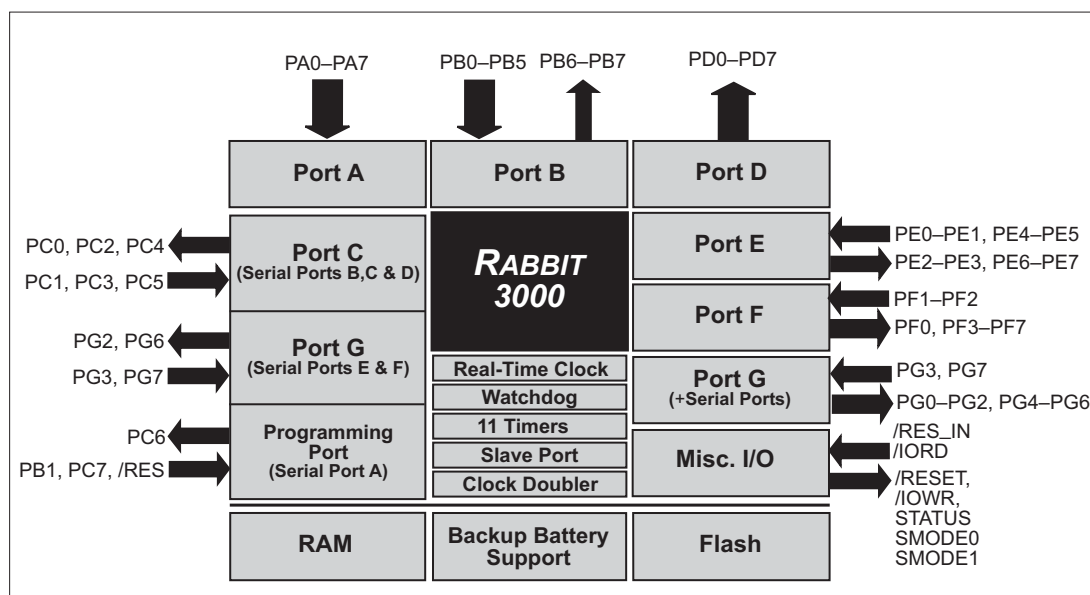 PA0–PA7
PB0–PB5
PB6–PB7
PD0–PD7
Port A
Port B
Port D
PC0, PC2, PC4
PC1, PC3, PC5
Port C
(Serial Ports B,C & D)
RABBIT
3000
Port E
PE0–PE1, PE4–PE5
PE2–PE3, PE6–PE7
PG2, PG6
PG3, PG7
Port G
(Serial Ports E & F)
Port F
PF1–PF2
PF0, PF3–PF7
Real-Time Clock
Watchdog
11 Timers
Slave Port
Clock Doubler
Port G
(+Serial Ports)
PG3, PG7
PG0–PG2, PG4–PG6
PC6
PB1, PC7, /RES
Programming
Port
(Serial Port A)
Misc. I/O
/RES_IN
/IORD
/RESET,
/IOWR,
STATUS
SMODE0
SMODE1
RAM
Backup Battery
Support
Flash